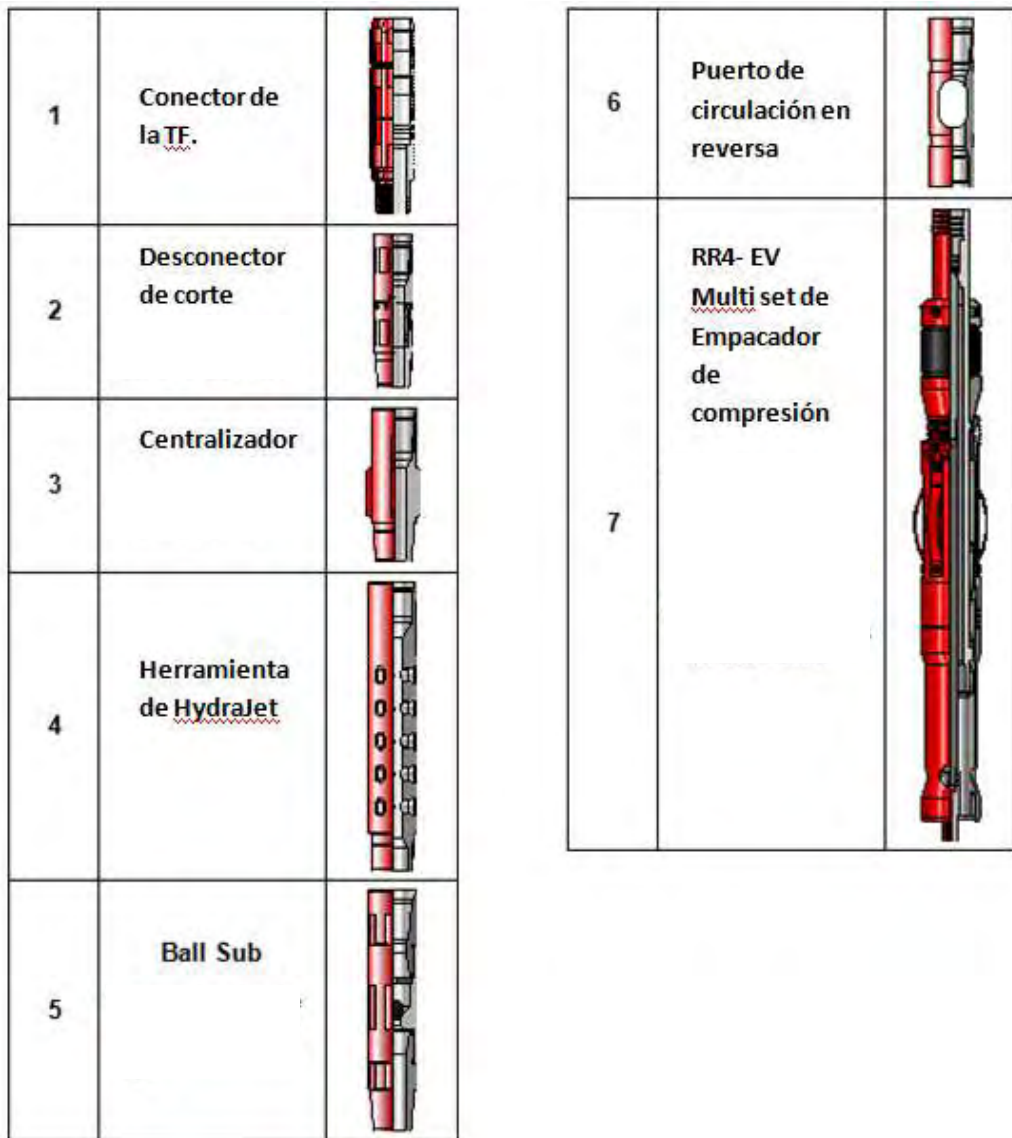 1
Conector de
la TF.
2
Desconector
de corte
3
Centralizador
4
Herramienta
de HydraJet
5
Ball Sub
6
Puerto de
circulación en
reversa
7
RR4- EV
Multi set de
Empacador
de
compresión